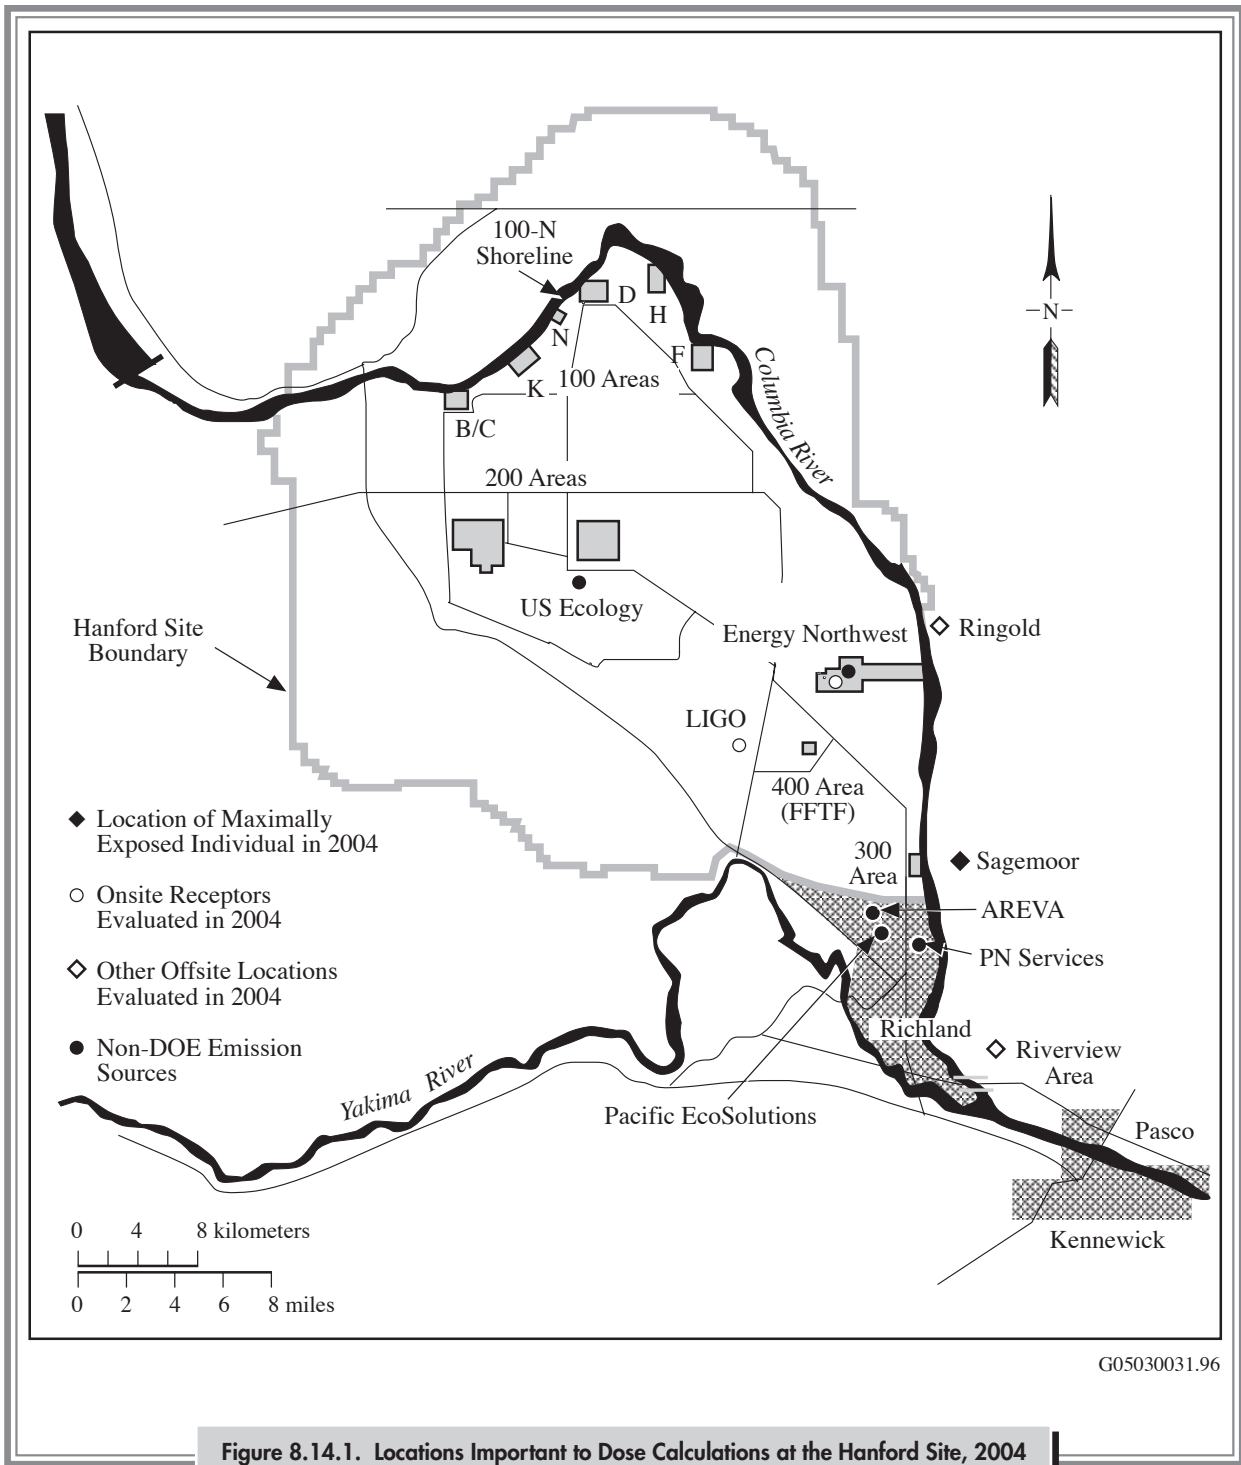 100-N
Shoreline
D
H
N
F
K
100 Areas
B/C
Columbia River
N
200 Areas
US Ecology
Hanford Site
Boundary
Energy Northwest
Ringold
LIGO
400 Area
(FFTF)
300
Area
Sagemoor
AREVA
PN Services
Richland
Riverview
Area
Pacific EcoSolutions
Pasco
Kennewick
Yakima River
Location of Maximally
Exposed Individual in 2004
Onsite Receptors
Evaluated in 2004
Other Offsite Locations
Evaluated in 2004
Non-DOE Emission
Sources
0 4 8 kilometers
0 2 4 6 8 miles
G05030031.96
Figure 8.14.1. Locations Important to Dose Calculations at the Hanford Site, 2004